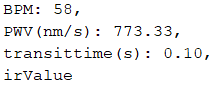 BPM: 58,
PWV(nm/s): 773.33,
transittime(s): 0.10,
irValue